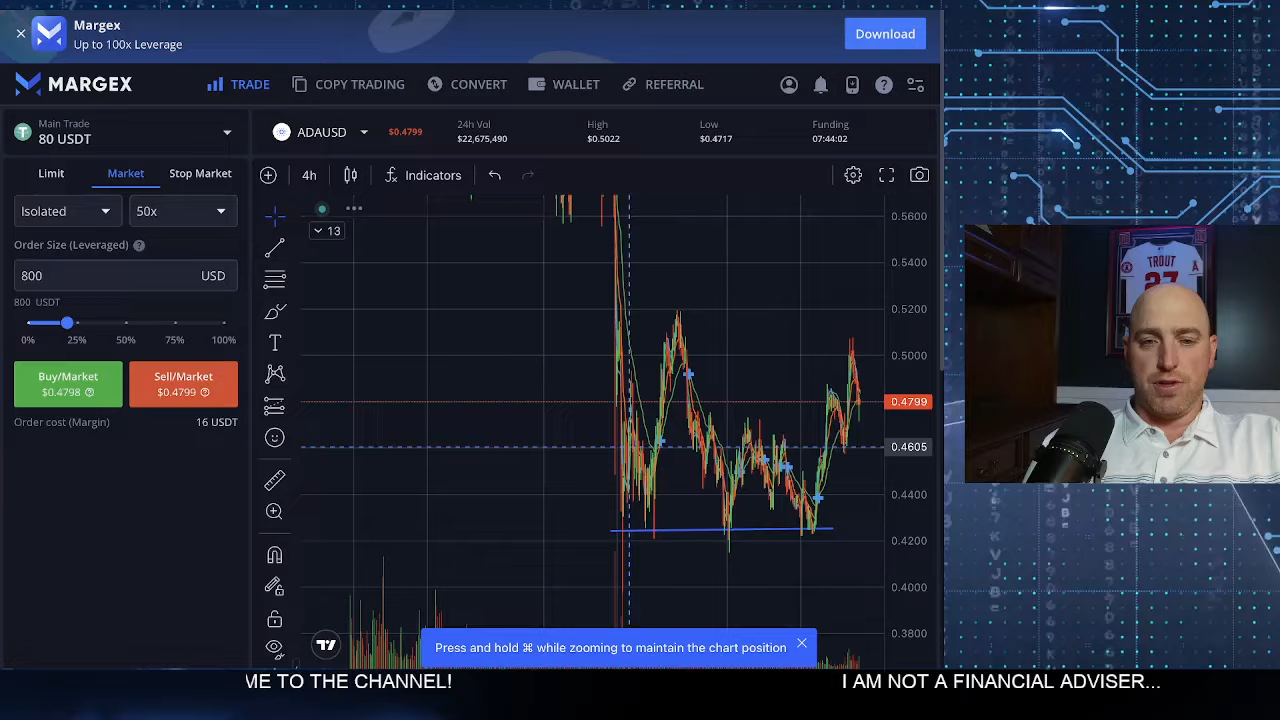 Margex
Up to 100x Leverage
Download
MARGEX
TRADE
COPY TRADING
CONVERT
WALLET
REFERRAL
Main Trade
80 USDT
ADAUSD
$0.4799
24h Vol
$22,675,490
High
$0.5022
Low
$0.4717
Funding
07:44:02
Limit
Market
Stop Market
4h
Indicators
Isolated
50x
13
Order Size (Leveraged)
800
USD
800 USDT
0%
25%
50%
75%
100%
Buy/Market
$0.4798
Sell/Market
$0.4799
Order cost (Margin)
16 USDT
0.5600
0.5400
0.5200
0.5000
0.4799
0.4605
0.4400
0.4200
0.4000
0.3800
TROUT
27
Press and hold ⌘ while zooming to maintain the chart position
ME TO THE CHANNEL!
I AM NOT A FINANCIAL ADVISER...